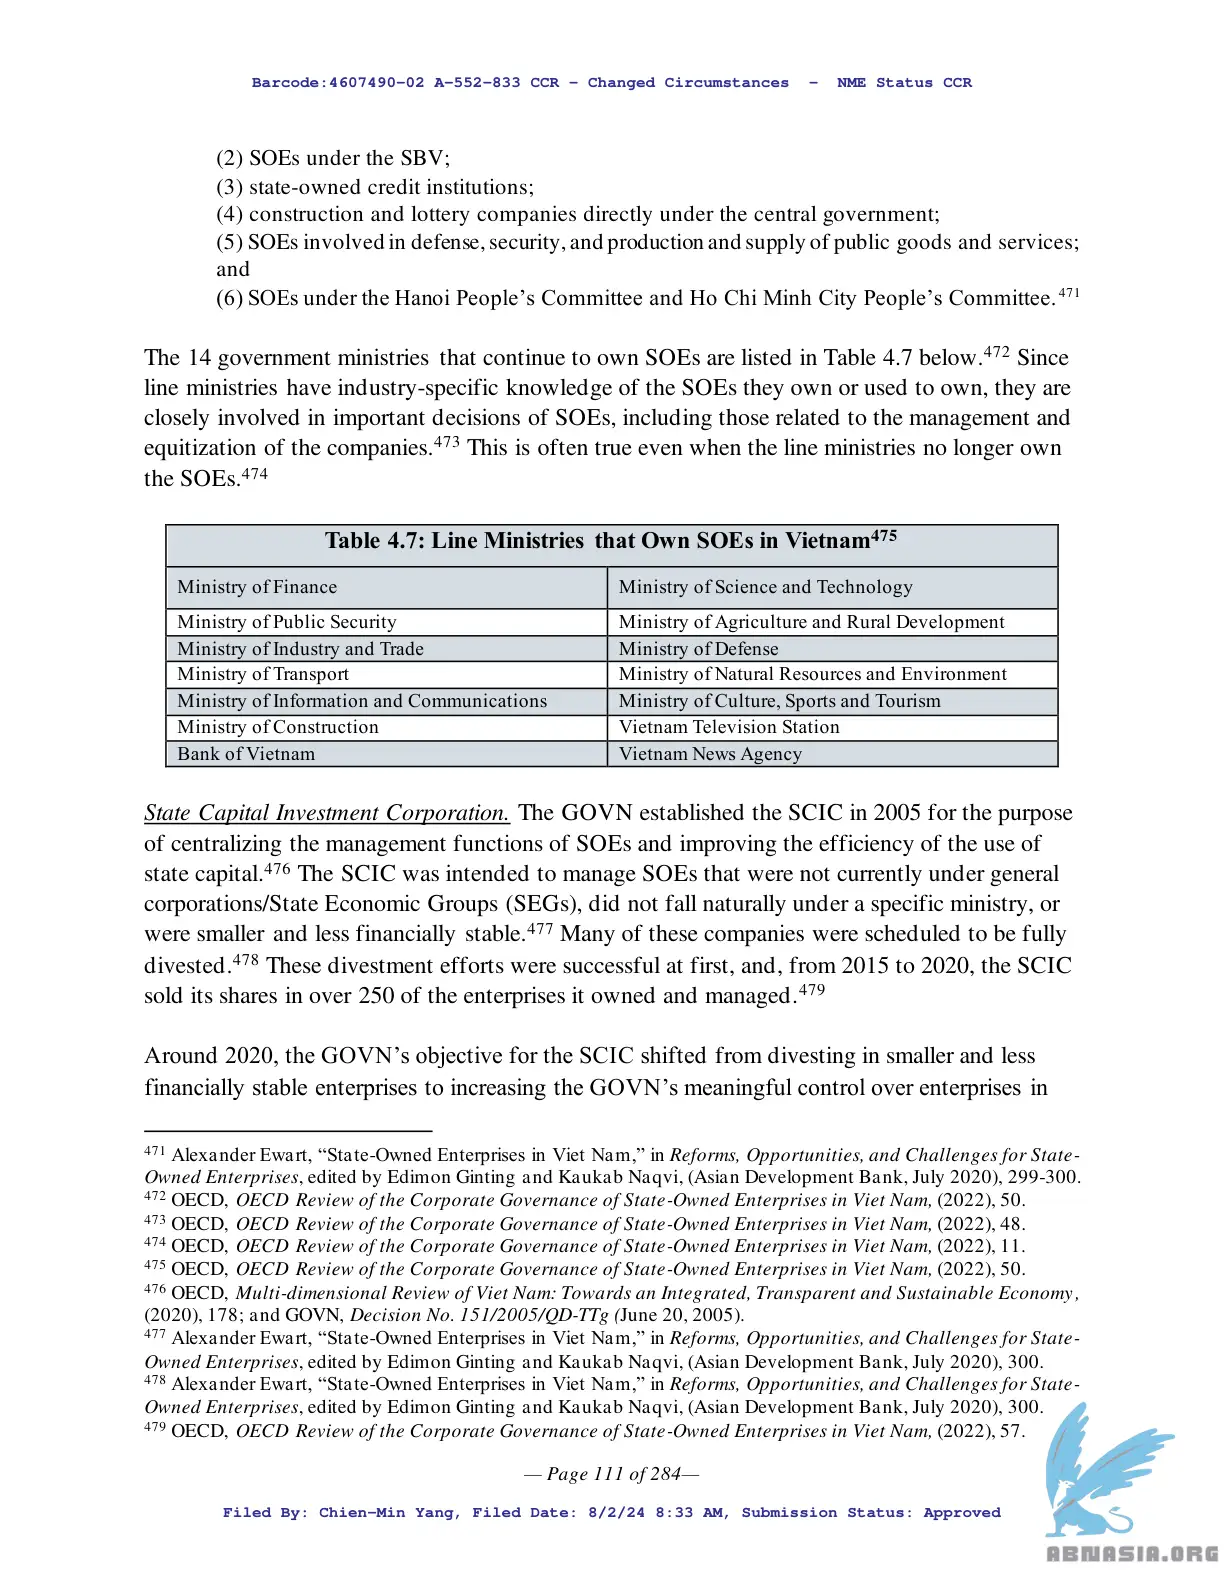 Barcode:4607490-02 A-552-833 CCR - Changed Circumstances - NME Status CCR
(2) SOEs under the SBV;
(3) state-owned credit institutions;
(4) construction and lottery companies directly under the central government;
(5) SOEs involved in defense, security, and production and supply of public goods and services;
and
(6) SOEs under the Hanoi People’s Committee and Ho Chi Minh City People’s Committee.471
The 14 government ministries that continue to own SOEs are listed in Table 4.7 below.472 Since
line ministries have industry-specific knowledge of the SOEs they own or used to own, they are
closely involved in important decisions of SOEs, including those related to the management and
equitization of the companies.473 This is often true even when the line ministries no longer own
the SOEs.474
Table 4.7: Line Ministries that Own SOEs in Vietnam475
Ministry of Finance Ministry of Science and Technology
Ministry of Public Security Ministry of Agriculture and Rural Development
Ministry of Industry and Trade Ministry of Defense
Ministry of Transport Ministry of Natural Resources and Environment
Ministry of Information and Communications Ministry of Culture, Sports and Tourism
Ministry of Construction Vietnam Television Station
Bank of Vietnam Vietnam News Agency
State Capital Investment Corporation. The GOVN established the SCIC in 2005 for the purpose
of centralizing the management functions of SOEs and improving the efficiency of the use of
state capital.476 The SCIC was intended to manage SOEs that were not currently under general
corporations/State Economic Groups (SEGs), did not fall naturally under a specific ministry, or
were smaller and less financially stable.477 Many of these companies were scheduled to be fully
divested.478 These divestment efforts were successful at first, and, from 2015 to 2020, the SCIC
sold its shares in over 250 of the enterprises it owned and managed.479
Around 2020, the GOVN’s objective for the SCIC shifted from divesting in smaller and less
financially stable enterprises to increasing the GOVN’s meaningful control over enterprises in
471 Alexander Ewart, “State-Owned Enterprises in Viet Nam,” in Reforms, Opportunities, and Challenges for State-
Owned Enterprises, edited by Edimon Ginting and Kaukab Naqvi, (Asian Development Bank, July 2020), 299-300.
472 OECD, OECD Review of the Corporate Governance of State-Owned Enterprises in Viet Nam, (2022), 50.
473 OECD, OECD Review of the Corporate Governance of State-Owned Enterprises in Viet Nam, (2022), 48.
474 OECD, OECD Review of the Corporate Governance of State-Owned Enterprises in Viet Nam, (2022), 11.
475 OECD, OECD Review of the Corporate Governance of State-Owned Enterprises in Viet Nam, (2022), 50.
476 OECD, Multi-dimensional Review of Viet Nam: Towards an Integrated, Transparent and Sustainable Economy,
(2020), 178; and GOVN, Decision No. 151/2005/QD-TTg (June 20, 2005).
477 Alexander Ewart, “State-Owned Enterprises in Viet Nam,” in Reforms, Opportunities, and Challenges for State-
Owned Enterprises, edited by Edimon Ginting and Kaukab Naqvi, (Asian Development Bank, July 2020), 300.
478 Alexander Ewart, “State-Owned Enterprises in Viet Nam,” in Reforms, Opportunities, and Challenges for State-
Owned Enterprises, edited by Edimon Ginting and Kaukab Naqvi, (Asian Development Bank, July 2020), 300.
479 OECD, OECD Review of the Corporate Governance of State-Owned Enterprises in Viet Nam, (2022), 57.
— Page 111 of 284—
Filed By: Chien-Min Yang, Filed Date: 8/2/24 8:33 AM, Submission Status: Approved
ABNASIA.ORG